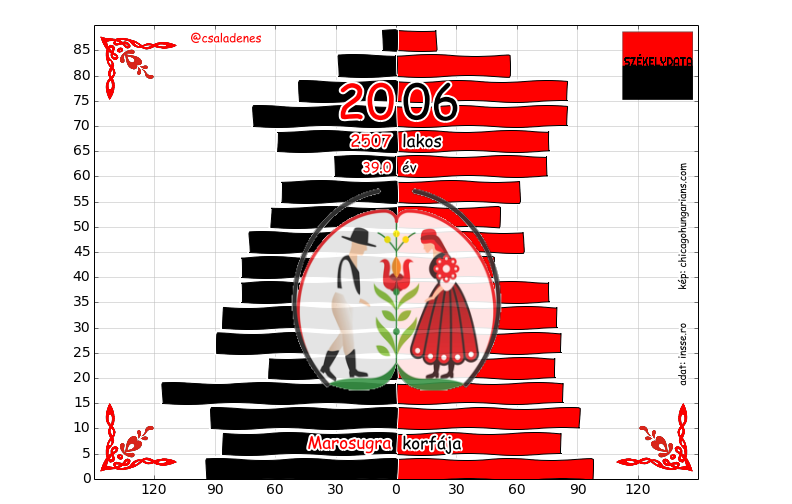 @csaladenes
SZÉKELYDATA
2006
2507 lakos
39.0 év
Marosugra korfája
kép: chicagohungarians.com
adat: insse.ro
85
80
75
70
65
60
55
50
45
40
35
30
25
20
15
10
5
0
120 90 60 30 0 30 60 90 120